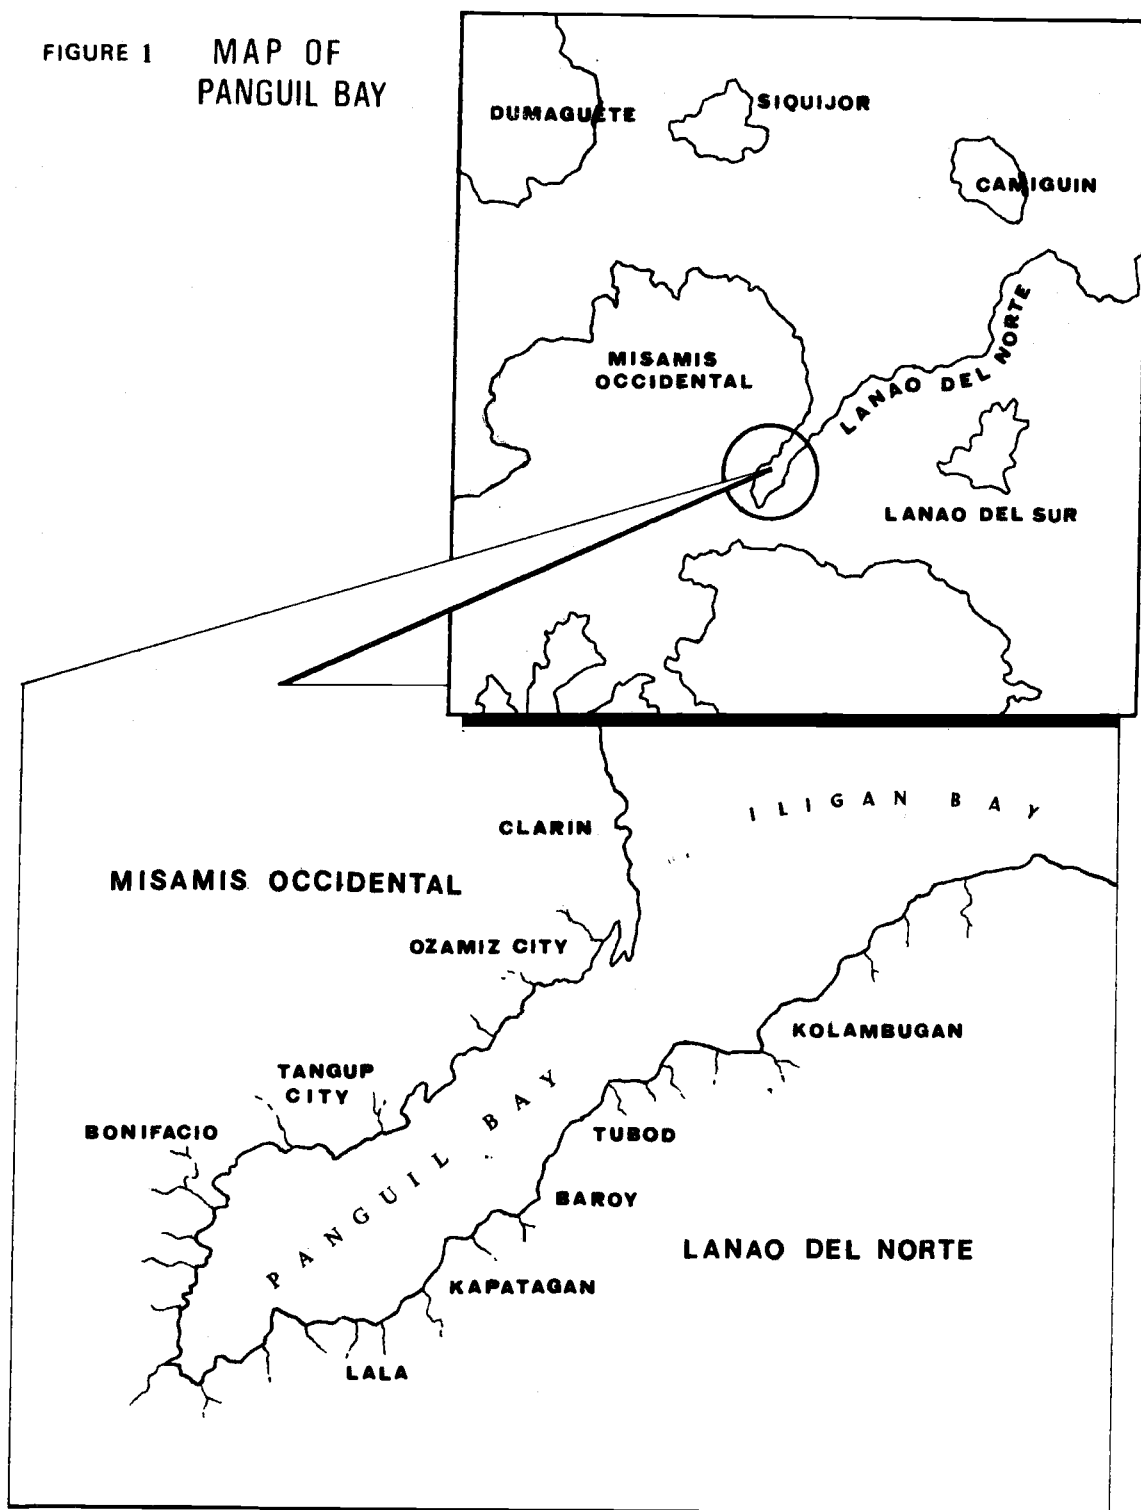 FIGURE 1 MAP OF
PANGUIL BAY
DUMAGUETE
SIQUIJOR
CAMIGUIN
MISAMIS
OCCIDENTAL
LANAO DEL NORTE
LANAO DEL SUR
ILIGAN BAY
CLARIN
MISAMIS OCCIDENTAL
OZAMIZ CITY
KOLAMBUGAN
TANGUP
CITY
BONIFACIO
TUBOD
PANGUIL BAY
BAROY
LANAO DEL NORTE
KAPATAGAN
LALA